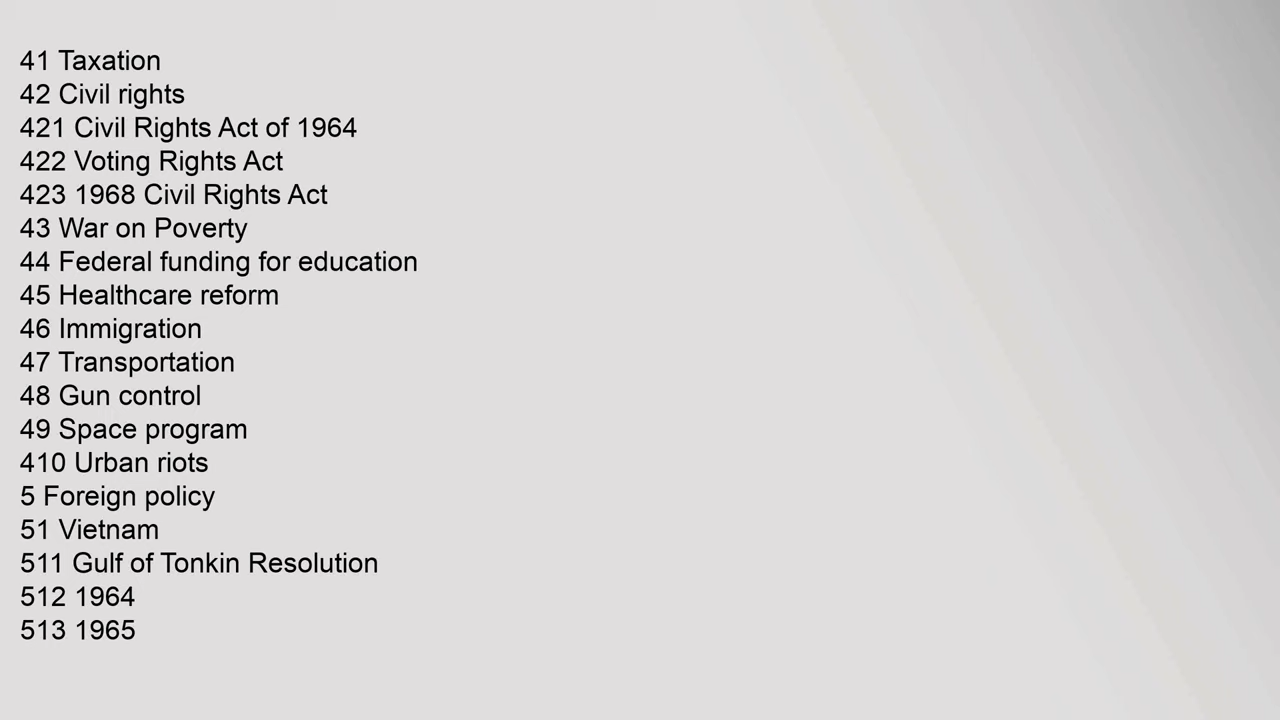 41 Taxation
42 Civil rights
421 Civil Rights Act of 1964
422 Voting Rights Act
423 1968 Civil Rights Act
43 War on Poverty
44 Federal funding for education
45 Healthcare reform
46 Immigration
47 Transportation
48 Gun control
49 Space program
410 Urban riots
5 Foreign policy
51 Vietnam
511 Gulf of Tonkin Resolution
512 1964
513 1965